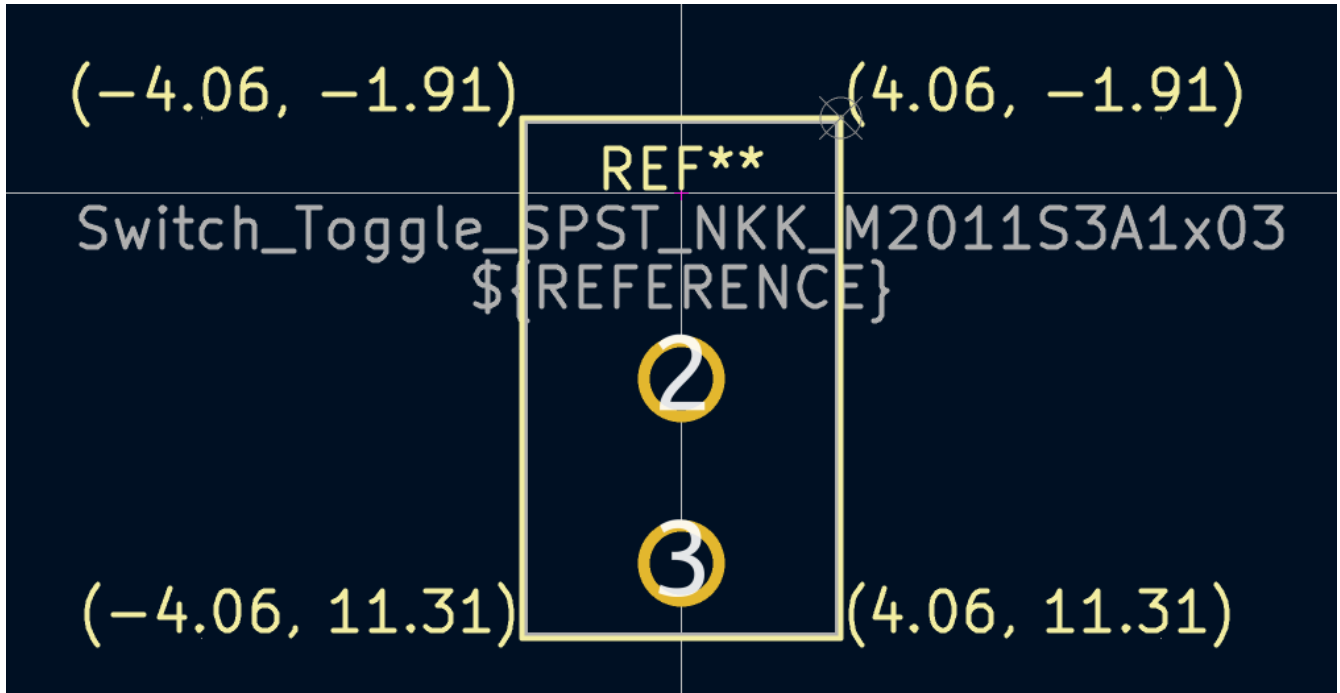 (-4.06, -1.91) (4.06, -1.91)
REF**
Switch_Toggle_SPST_NKK_M2011S3A1x03
${REFERENCE}
2
3
(-4.06, 11.31) (4.06, 11.31)